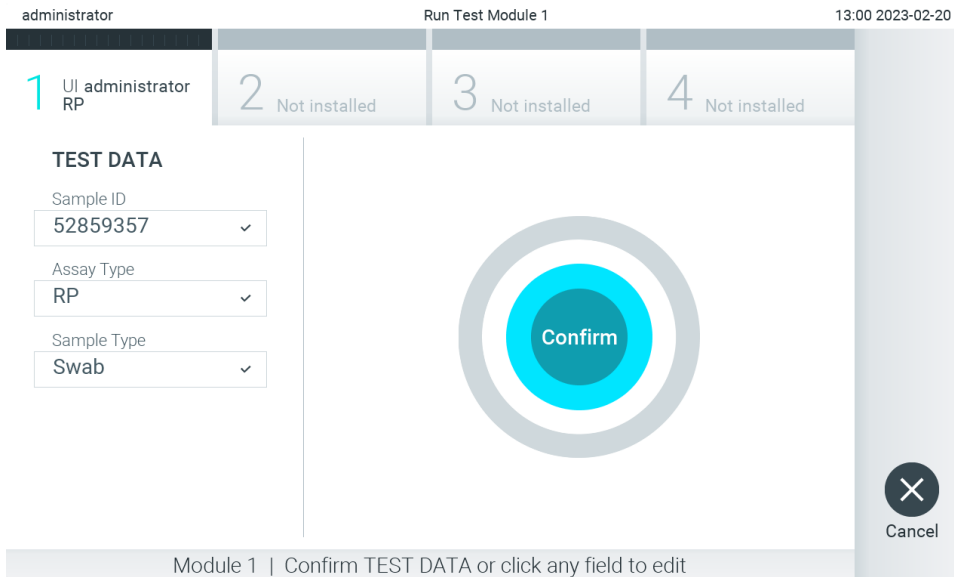 administrator
Run Test Module 1
13:00 2023-02-20
1 UI administrator
RP
2 Not installed
3 Not installed
4 Not installed
TEST DATA
Sample ID
52859357
Assay Type
RP
Sample Type
Swab
Confirm
Cancel
Module 1 | Confirm TEST DATA or click any field to edit